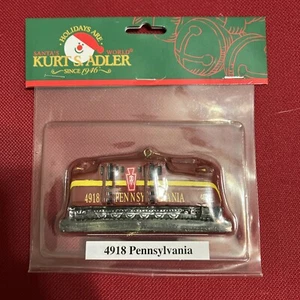 HOLIDAYS ARE
SANTA'S WORLD
KURT S. ADLER
SINCE 1946
4918 PENNSYLVANIA
4918 Pennsylvania